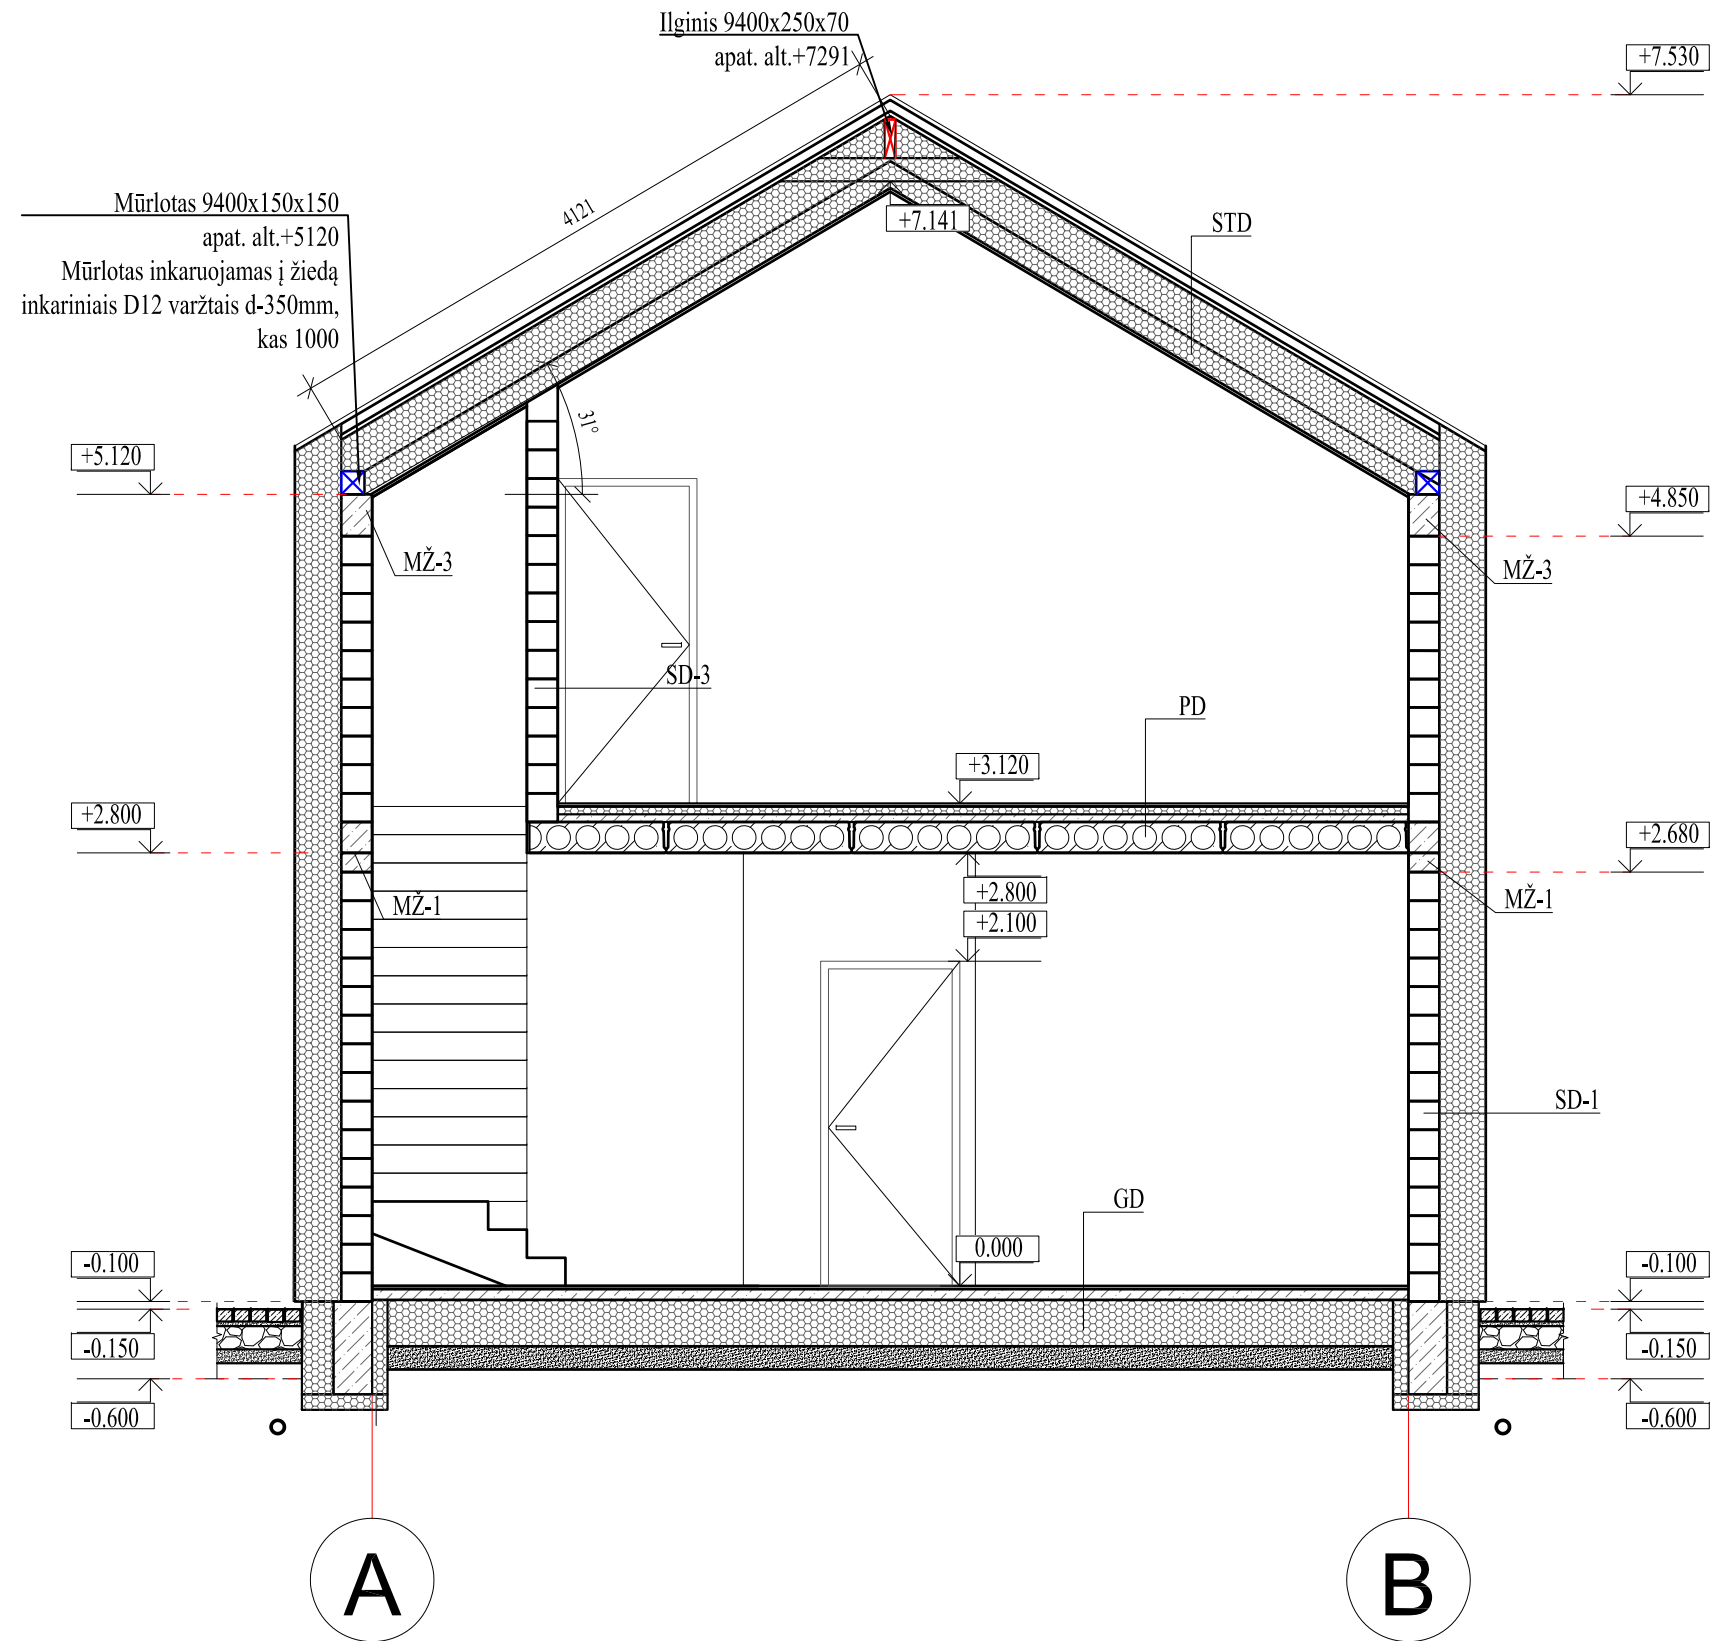 Ilginis 9400x250x70
apat. alt.+7291
+7.530
Mūrlotas 9400x150x150
apat. alt.+5120
Mūrlotas inkaruojamas į žiedą
inkariniais D12 varžtais d-350mm,
kas 1000
4121
+7.141
STD
31°
+5.120
+4.850
MŽ-3
MŽ-3
SD-3
PD
+3.120
+2.800
+2.680
+2.800
+2.100
MŽ-1
MŽ-1
SD-1
GD
0.000
-0.100
-0.100
-0.150
-0.150
-0.600
-0.600
A
B